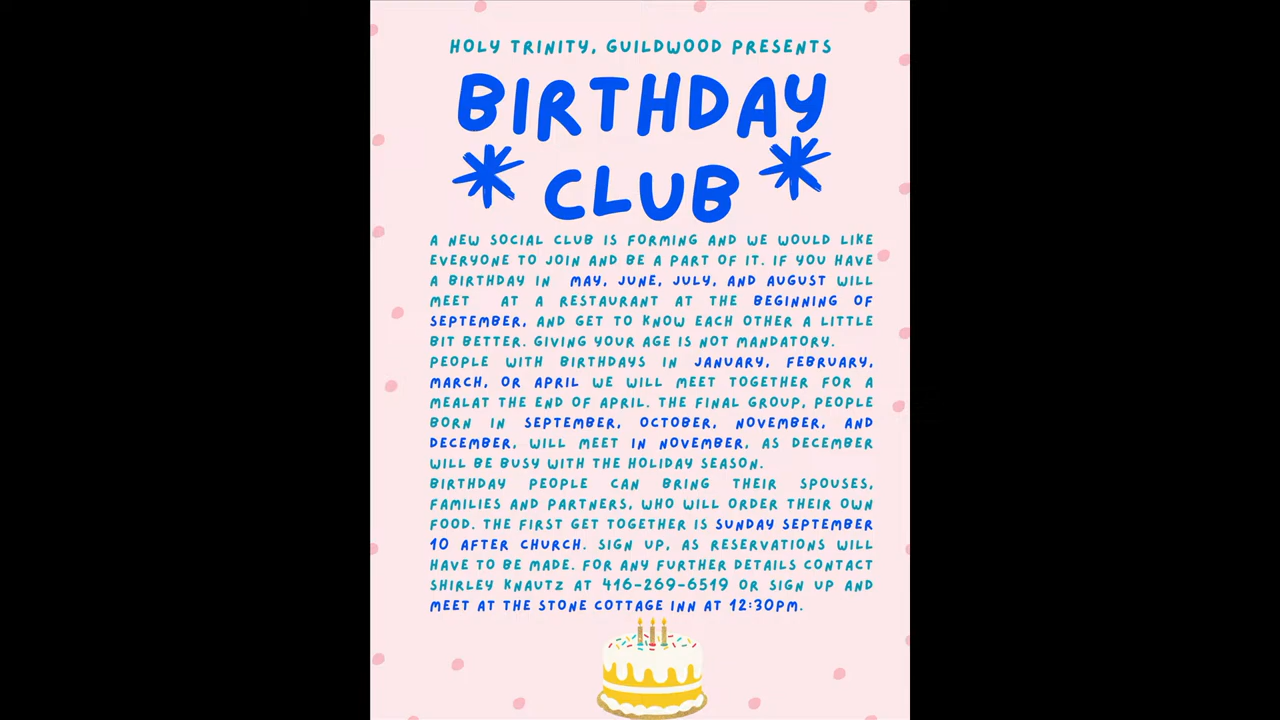 HOLY TRINITY, GUILDWOOD PRESENTS
BIRTHDAY
CLUB
A NEW SOCIAL CLUB IS FORMING AND WE WOULD LIKE
EVERYONE TO JOIN AND BE A PART OF IT. IF YOU HAVE
A BIRTHDAY IN MAY, JUNE, JULY, AND AUGUST WILL
MEET AT A RESTAURANT AT THE BEGINNING OF
SEPTEMBER, AND GET TO KNOW EACH OTHER A LITTLE
BIT BETTER. GIVING YOUR AGE IS NOT MANDATORY.
PEOPLE WITH BIRTHDAYS IN JANUARY, FEBRUARY,
MARCH, OR APRIL WE WILL MEET TOGETHER FOR A
MEALAT THE END OF APRIL. THE FINAL GROUP, PEOPLE
BORN IN SEPTEMBER, OCTOBER, NOVEMBER, AND
DECEMBER, WILL MEET IN NOVEMBER, AS DECEMBER
WILL BE BUSY WITH THE HOLIDAY SEASON.
BIRTHDAY PEOPLE CAN BRING THEIR SPOUSES,
FAMILIES AND PARTNERS, WHO WILL ORDER THEIR OWN
FOOD. THE FIRST GET TOGETHER IS SUNDAY SEPTEMBER
10 AFTER CHURCH. SIGN UP, AS RESERVATIONS WILL
HAVE TO BE MADE. FOR ANY FURTHER DETAILS CONTACT
SHIRLEY KNAUTZ AT 416-269-6519 OR SIGN UP AND
MEET AT THE STONE COTTAGE INN AT 12:30PM.